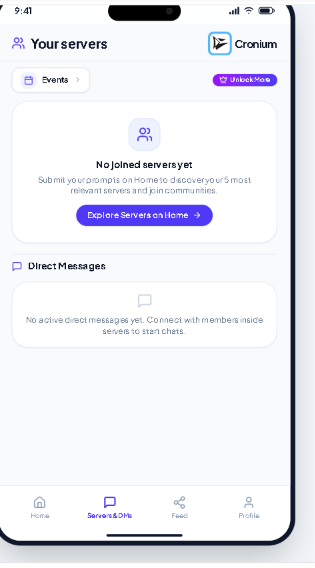 9:41
Your servers
Cronium
Events
Unlock More
No joined servers yet
Submit your prompts on Home to discover your 5 most
relevant servers and join communities.
Explore Servers on Home →
Direct Messages
No active direct messages yet. Connect with members inside
servers to start chats.
Home
Servers & DMs
Feed
Profile